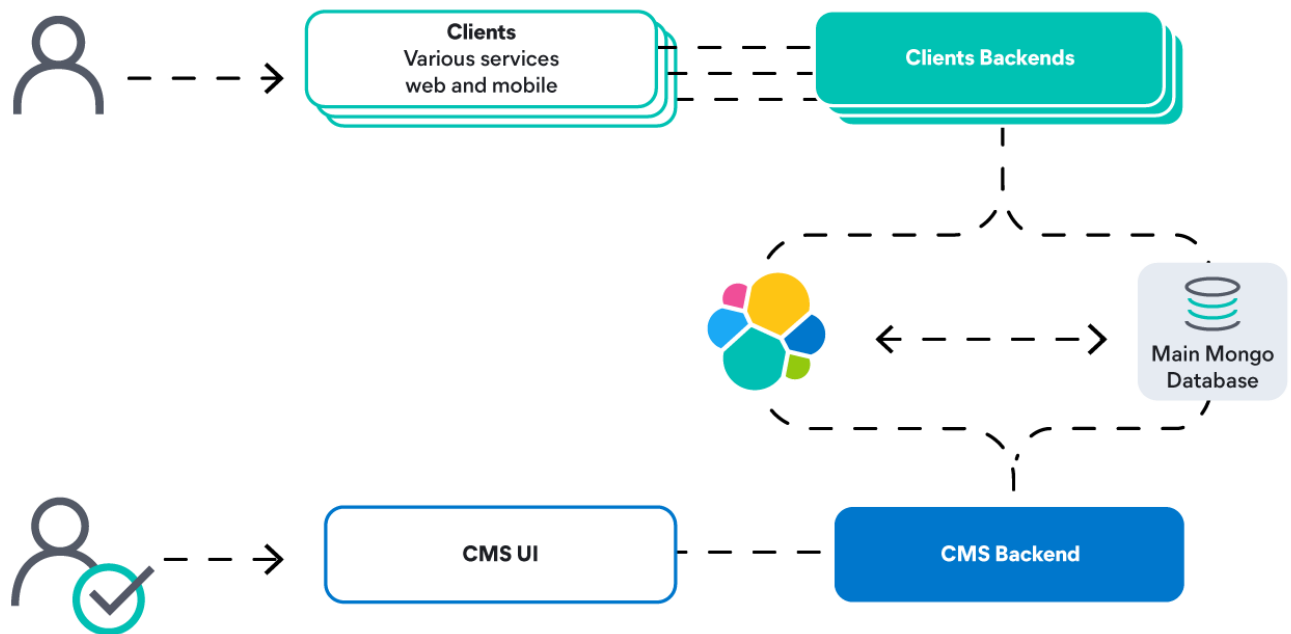 Clients
Various services
web and mobile
Clients Backends
Main Mongo
Database
CMS UI
CMS Backend